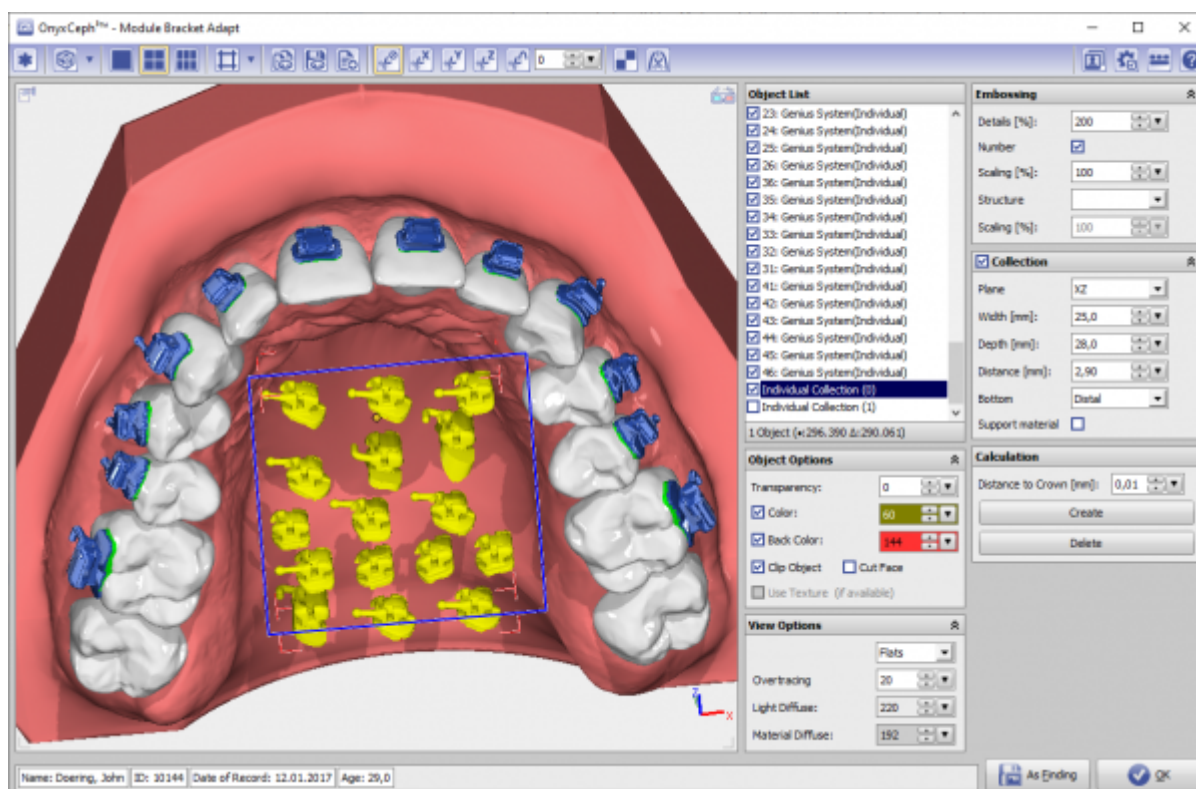 OnyxCeph³ᵀᴹ - Module Bracket Adapt
0
Object List
23: Genius System(Individual)
24: Genius System(Individual)
25: Genius System(Individual)
26: Genius System(Individual)
36: Genius System(Individual)
35: Genius System(Individual)
34: Genius System(Individual)
33: Genius System(Individual)
32: Genius System(Individual)
31: Genius System(Individual)
41: Genius System(Individual)
42: Genius System(Individual)
43: Genius System(Individual)
44: Genius System(Individual)
45: Genius System(Individual)
46: Genius System(Individual)
Individual Collection (0)
Individual Collection (1)
1 Object (•:296.390 Δ:290.061)
Object Options
Transparency: 0
Color: 60
Back Color: 144
Clip Object Cut Face
Use Texture (if available)
View Options
Flats
Overtracing 20
Light Diffuse: 220
Material Diffuse: 192
Embossing
Details [%]: 200
Number
Scaling [%]: 100
Structure
Scaling [%]: 100
Collection
Plane XZ
Width [mm]: 25,0
Depth [mm]: 28,0
Distance [mm]: 2,90
Bottom Distal
Support material
Calculation
Distance to Crown [mm]: 0,01
Create
Delete
Z
X
Name: Doering, John ID: 10144 Date of Record: 12.01.2017 Age: 29,0
As Finding OK